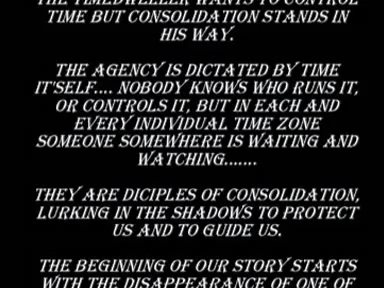 THE TIMEDWELLER WANTS TO CONTROL
TIME BUT CONSOLIDATION STANDS IN
HIS WAY.
THE AGENCY IS DICTATED BY TIME
IT'SELF.... NOBODY KNOWS WHO RUNS IT,
OR CONTROLS IT, BUT IN EACH AND
EVERY INDIVIDUAL TIME ZONE
SOMEONE SOMEWHERE IS WAITING AND
WATCHING.......
THEY ARE DICIPLES OF CONSOLIDATION,
LURKING IN THE SHADOWS TO PROTECT
US AND TO GUIDE US.
THE BEGINNING OF OUR STORY STARTS
WITH THE DISAPPEARANCE OF ONE OF